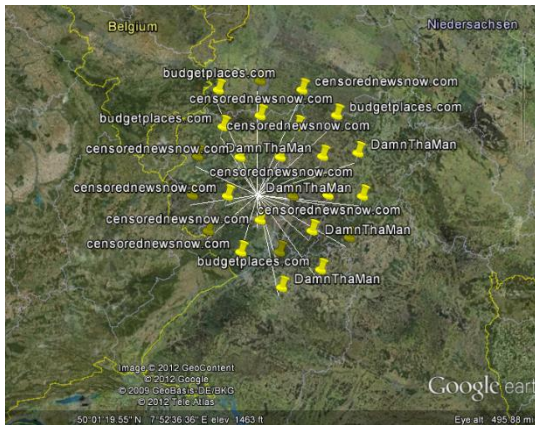 Belgium
Niedersachsen
budgetplaces.com
censorednewsnow.com
censorednewsnow.com
budgetplaces.com
budgetplaces.com
censorednewsnow.com
censorednewsnow.com
DamnThaMan
DamnThaMan
censorednewsnow.com
censorednewsnow.com
DamnThaMan
censorednewsnow.com
censorednewsnow.com
DamnThaMan
censorednewsnow.com
budgetplaces.com
DamnThaMan
Image © 2012 GeoContent
© 2012 Google
© 2009 GeoBasis-DE/BKG
© 2012 Tele Atlas
Google earth
50°01'19.55" N 7°52'36.36" E elev 1463 ft Eye alt 495.88 mi